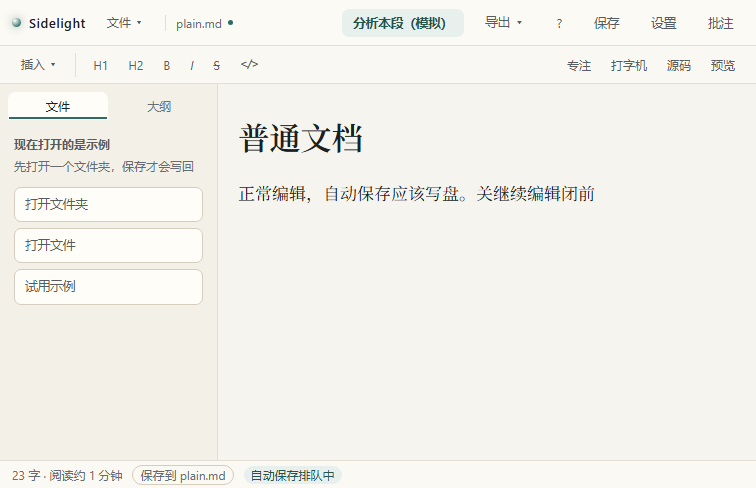 Sidelight 文件 ▾ plain.md ● 分析本段（模拟） 导出 ▾ ? 保存 设置 批注
插入 ▾ H1 H2 B I S </> 专注 打字机 源码 预览
文件 大纲
现在打开的是示例
先打开一个文件夹，保存才会写回
打开文件夹
打开文件
试用示例
普通文档
正常编辑，自动保存应该写盘。关继续编辑闭前
23 字 · 阅读约 1 分钟 保存到 plain.md 自动保存排队中